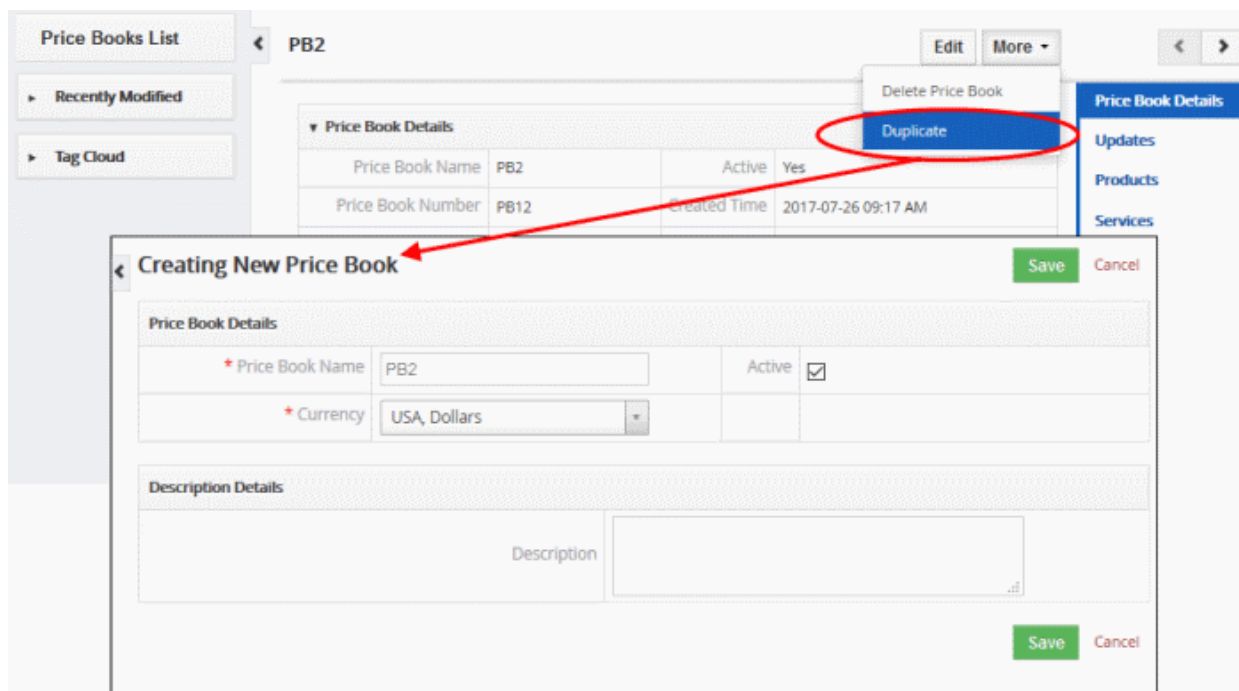 Price Books List
PB2
Edit More
Delete Price Book
Duplicate
Recently Modified
Tag Cloud
Price Book Details
Updates
Products
Services
Price Book Details
Price Book Name PB2 Active Yes
Price Book Number PB12 Created Time 2017-07-26 09:17 AM
Creating New Price Book
Save Cancel
Price Book Details
* Price Book Name PB2 Active
* Currency USA, Dollars
Description Details
Description
Save Cancel